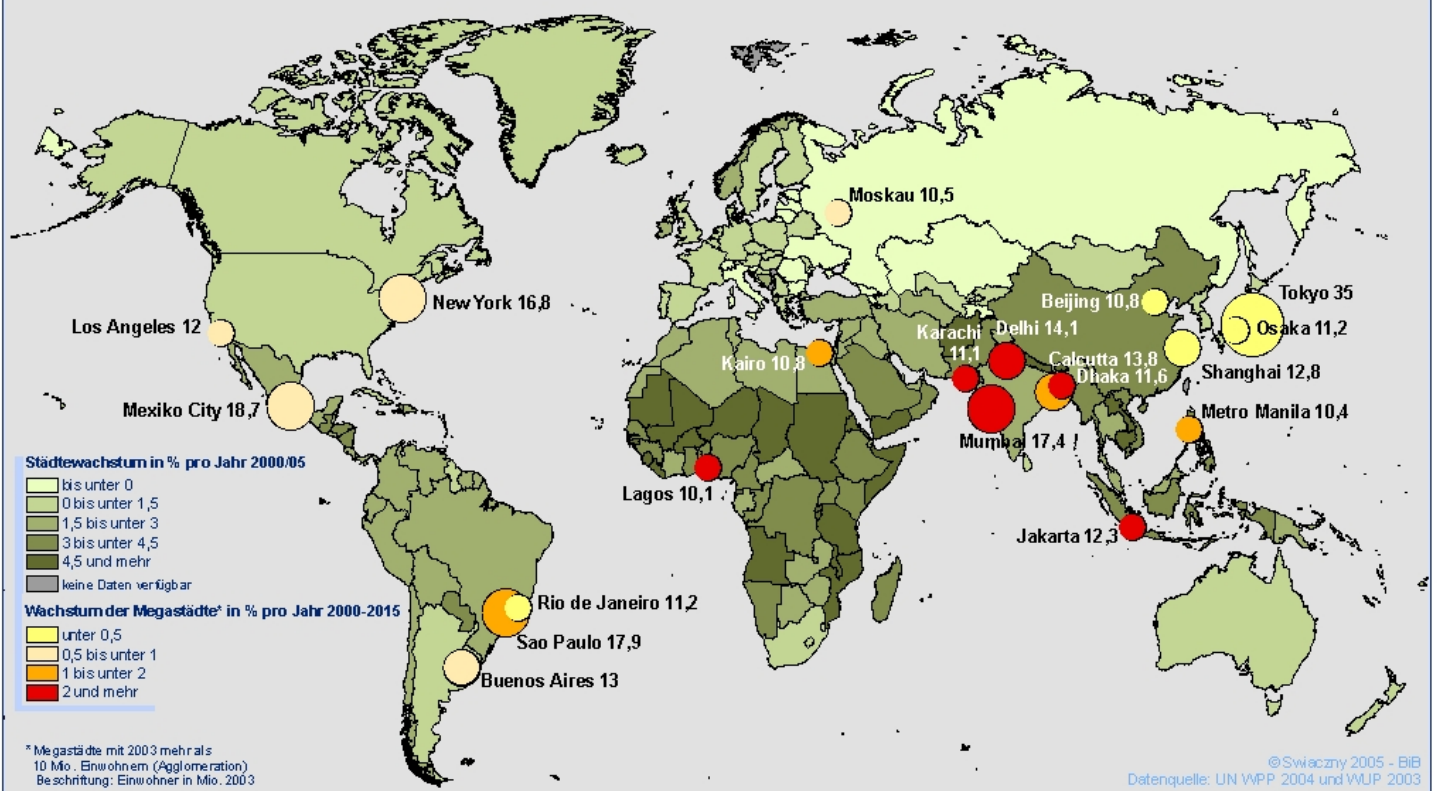 Moskau 10,5
New York 16,8
Los Angeles 12
Mexiko City 18,7
Beijing 10,8
Tokyo 35
Osaka 11,2
Karachi
11,1
Delhi 14,1
Kairo 10,8
Calcutta 13,8
Dhaka 11,6
Shanghai 12,8
Metro Manila 10,4
Mumbai 17,4
Lagos 10,1
Jakarta 12,3
Rio de Janeiro 11,2
Sao Paulo 17,9
Buenos Aires 13
Städtewachstum in % pro Jahr 2000/05
bis unter 0
0 bis unter 1,5
1,5 bis unter 3
3 bis unter 4,5
4,5 und mehr
keine Daten verfügbar
Wachstum der Megastädte* in % pro Jahr 2000-2015
unter 0,5
0,5 bis unter 1
1 bis unter 2
2 und mehr
* Megastädte mit 2003 mehr als
10 Mio. Einwohnern (Agglomeration)
Beschriftung: Einwohner in Mio. 2003
©Swiaczny 2005 - BiB
Datenquelle: UN WPP 2004 und WUP 2003